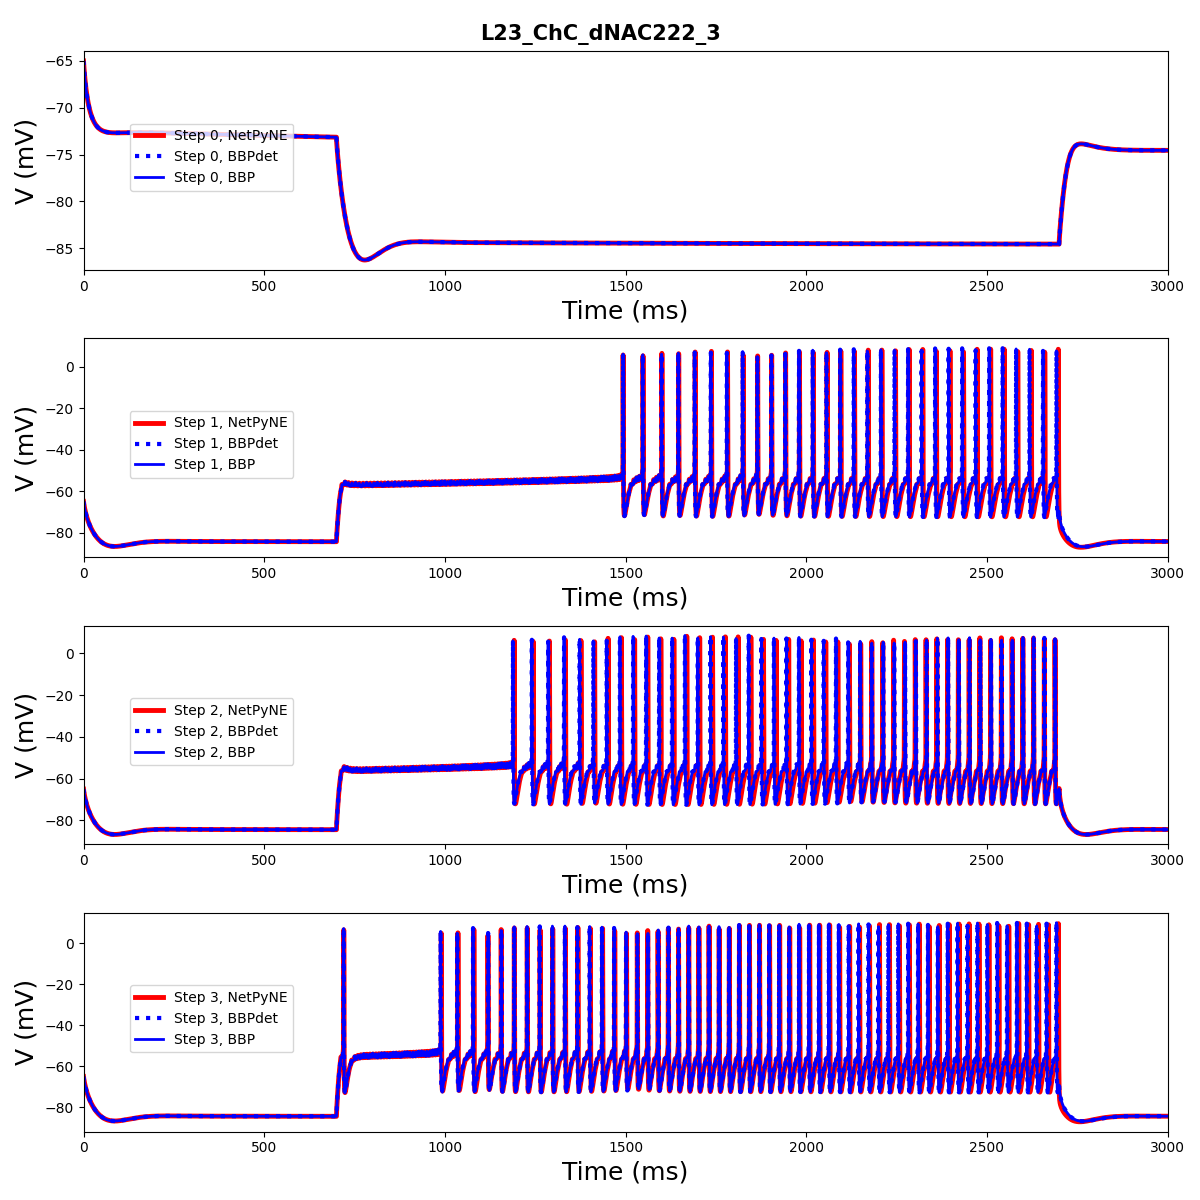 L23_ChC_dNAC222_3
−65
−70
−75
−80
−85
V (mV)
Step 0, NetPyNE
Step 0, BBPdet
Step 0, BBP
0 500 1000 1500 2000 2500 3000
Time (ms)
0
−20
−40
−60
−80
V (mV)
Step 1, NetPyNE
Step 1, BBPdet
Step 1, BBP
0 500 1000 1500 2000 2500 3000
Time (ms)
0
−20
−40
−60
−80
V (mV)
Step 2, NetPyNE
Step 2, BBPdet
Step 2, BBP
0 500 1000 1500 2000 2500 3000
Time (ms)
0
−20
−40
−60
−80
V (mV)
Step 3, NetPyNE
Step 3, BBPdet
Step 3, BBP
0 500 1000 1500 2000 2500 3000
Time (ms)